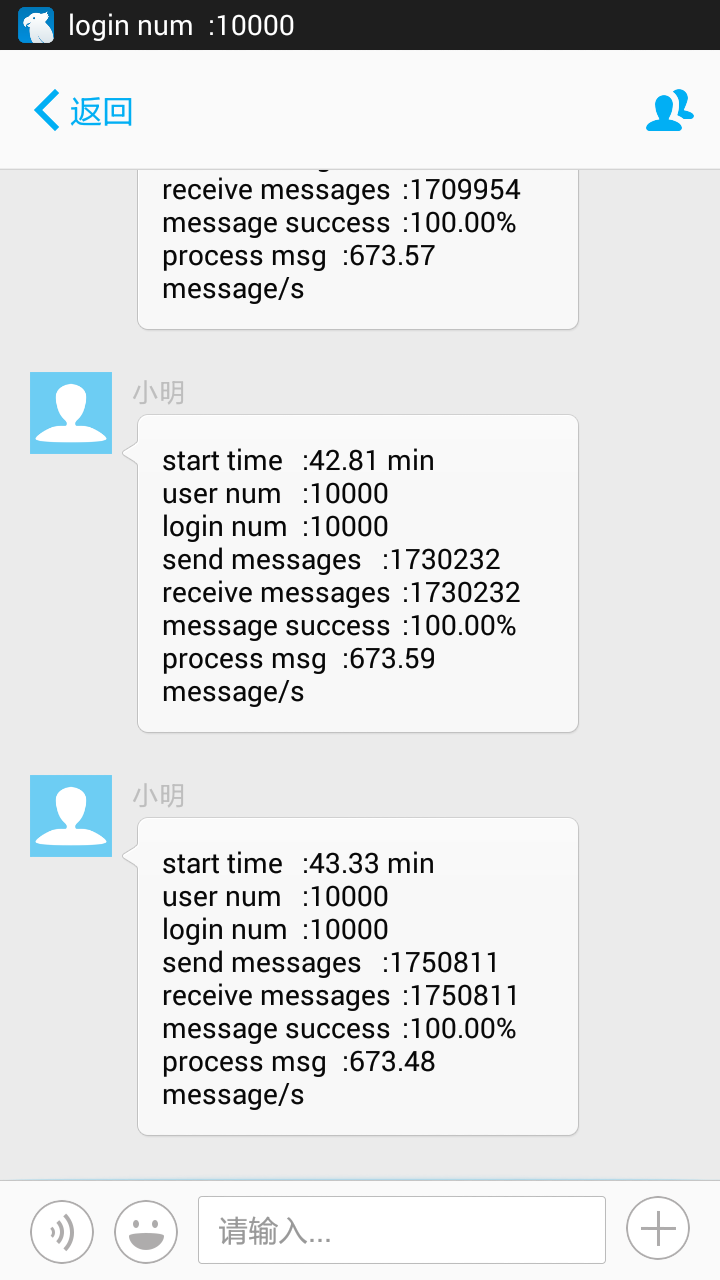 login num  :10000
返回
receive messages :1709954
message success :100.00%
process msg  :673.57
message/s
小明
start time  :42.81 min
user num  :10000
login num  :10000
send messages  :1730232
receive messages :1730232
message success :100.00%
process msg  :673.59
message/s
小明
start time  :43.33 min
user num  :10000
login num  :10000
send messages  :1750811
receive messages :1750811
message success :100.00%
process msg  :673.48
message/s
请输入...